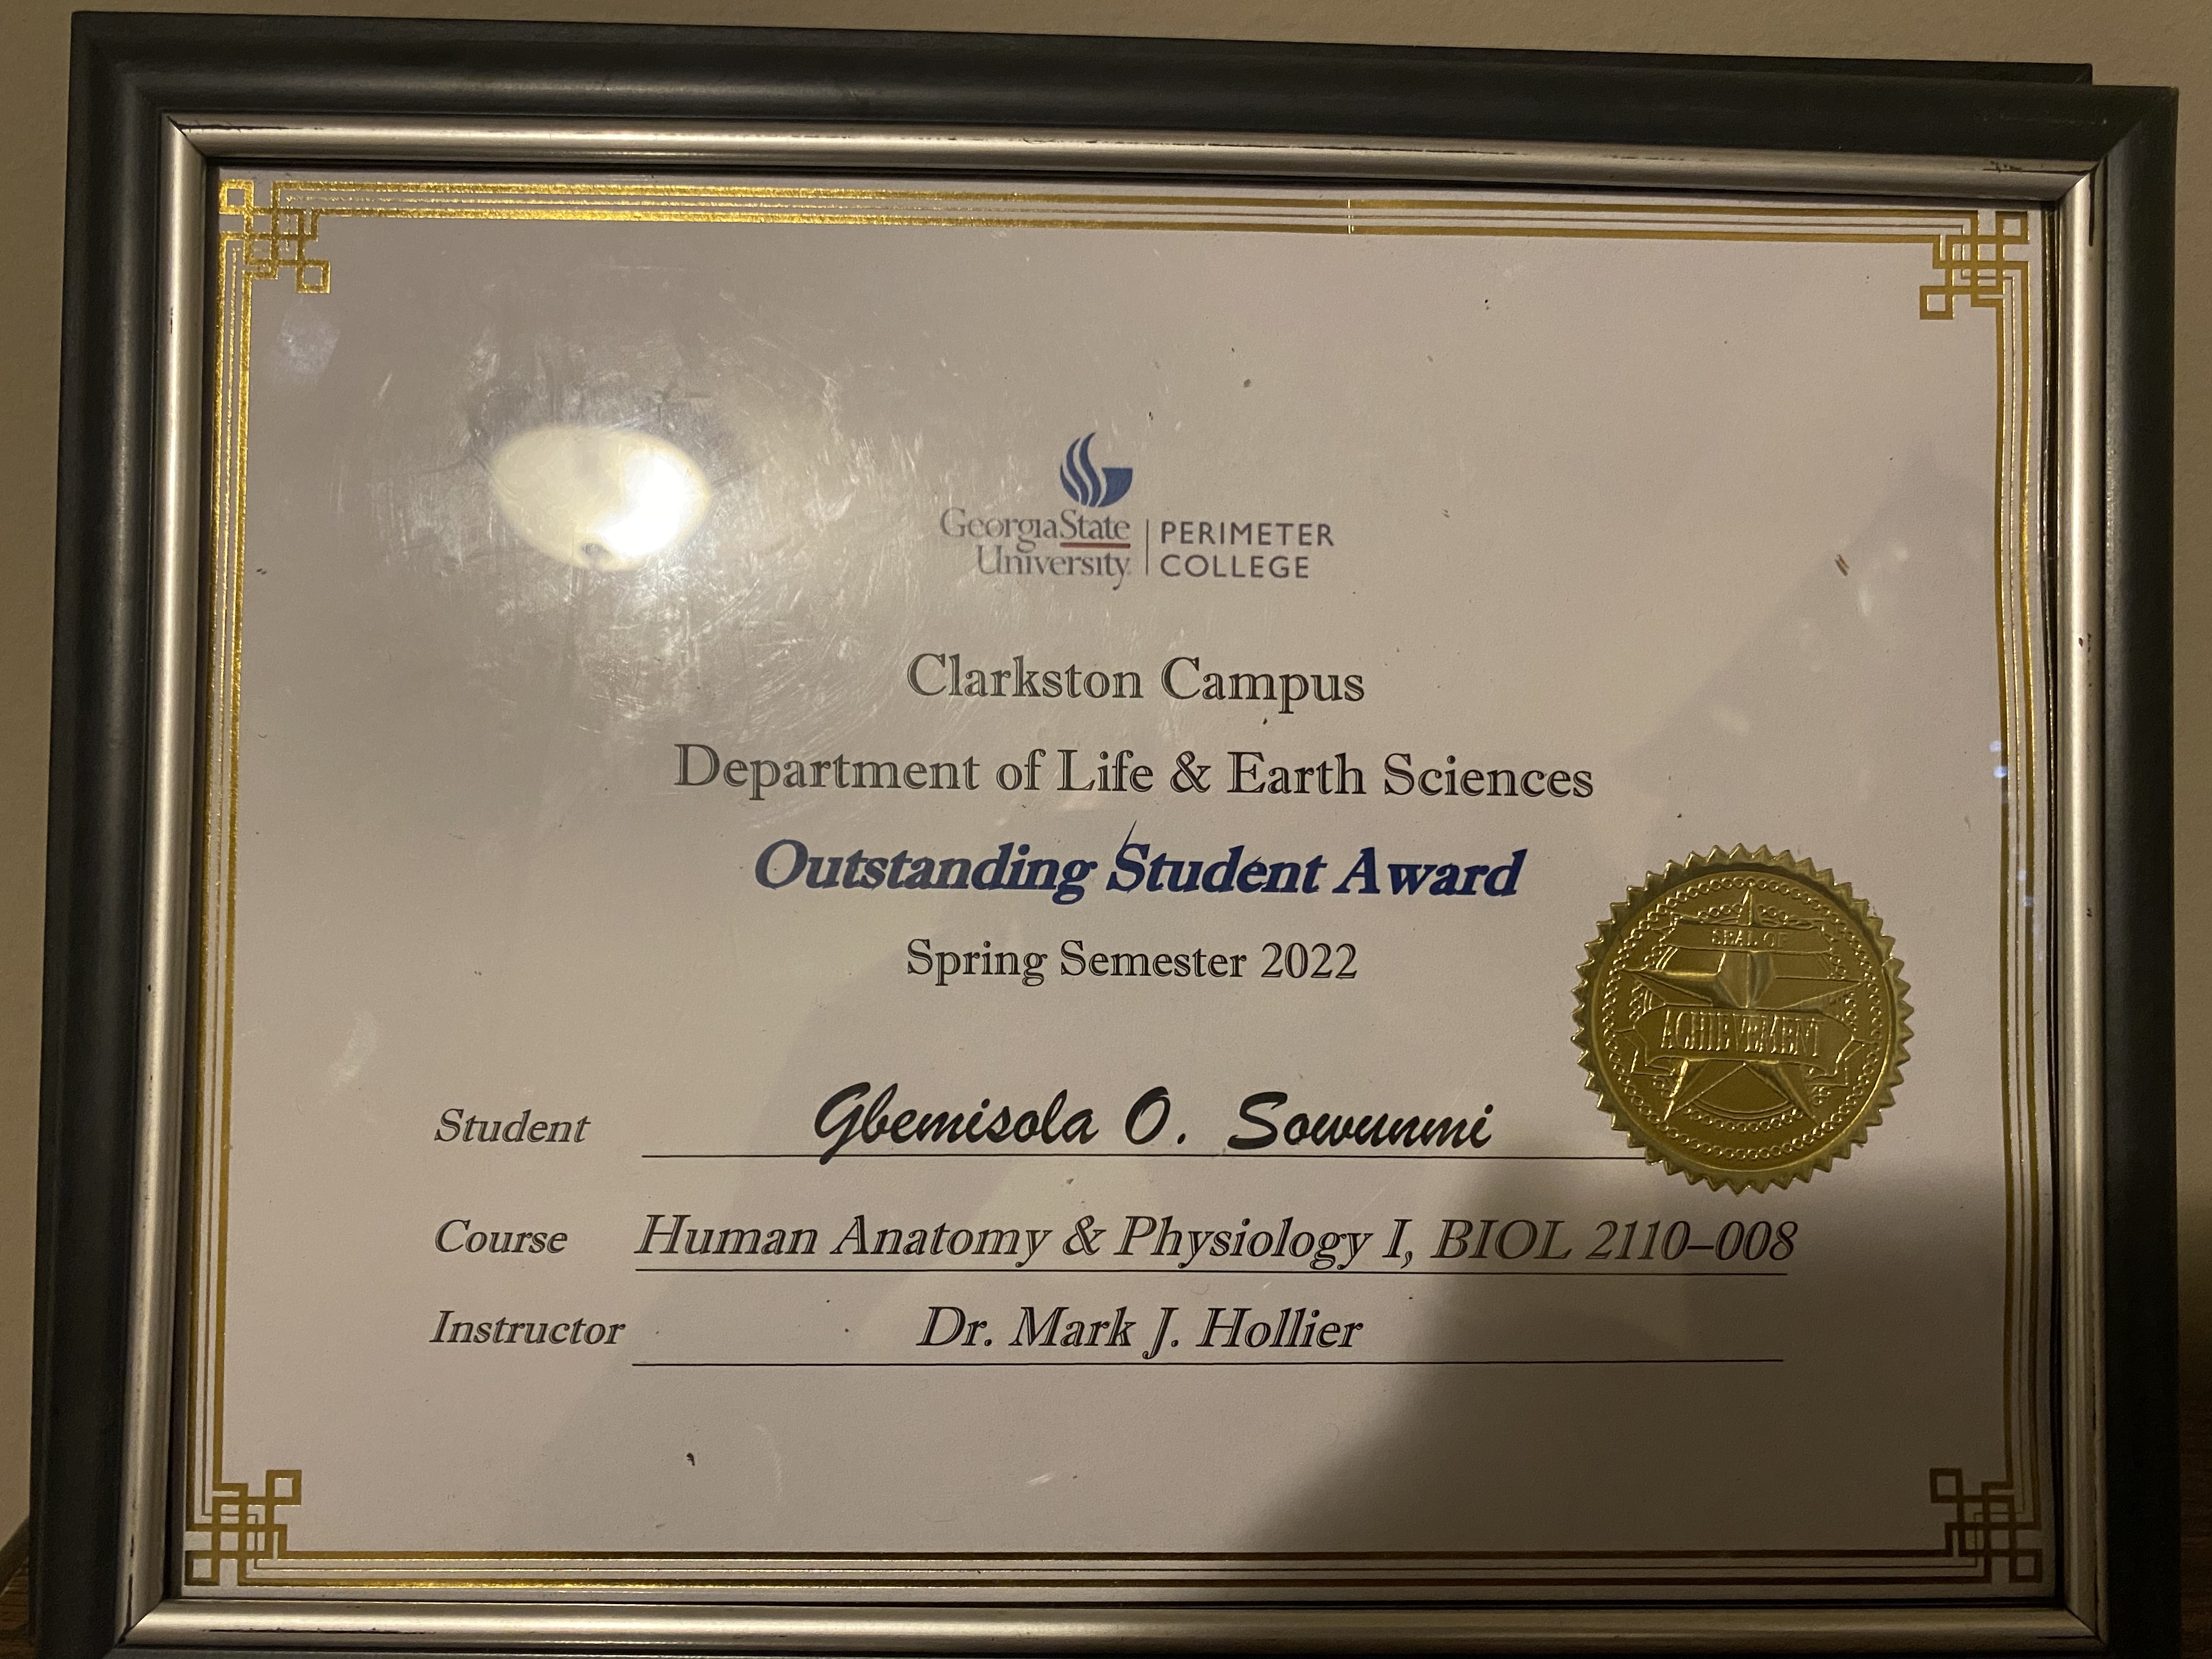 GeorgiaState
University
PERIMETER
COLLEGE
Clarkston Campus
Department of Life & Earth Sciences
Outstanding Student Award
Spring Semester 2022
SEAL OF
ACHIEVEMENT
Student Gbemisola O. Sowunmi
Course Human Anatomy & Physiology I, BIOL 2110–008
Instructor Dr. Mark J. Hollier